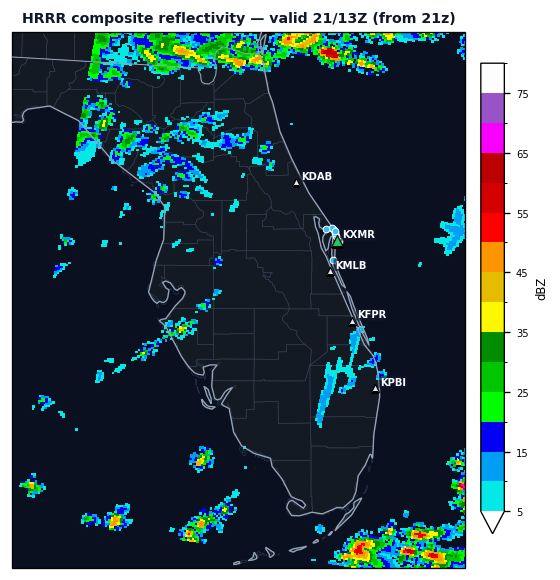 HRRR composite reflectivity — valid 21/13Z (from 21z)
KDAB
KXMR
KMLB
KFPR
KPBI
75
65
55
45
35
25
15
5
dBZ